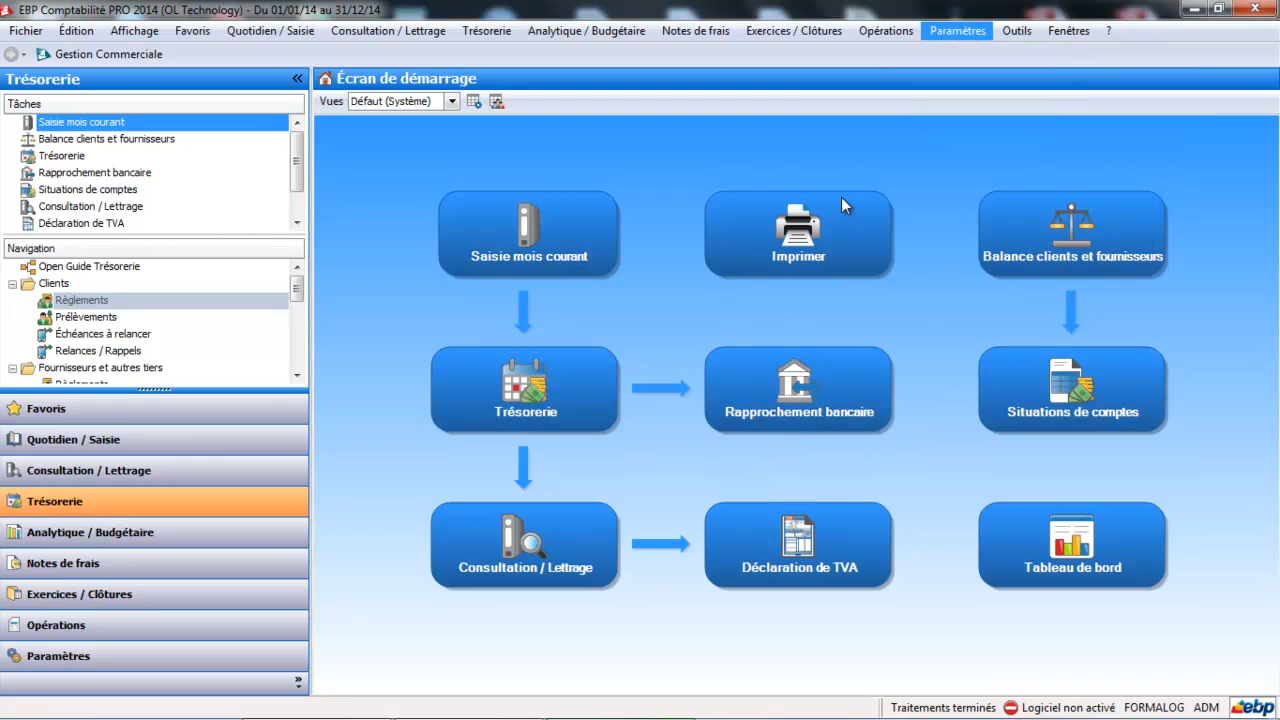 EBP Comptabilité PRO 2014 (OL Technology) - Du 01/01/14 au 31/12/14
Fichier Édition Affichage Favoris Quotidien / Saisie Consultation / Lettrage Trésorerie Analytique / Budgétaire Notes de frais Exercices / Clôtures Opérations Paramètres Outils Fenêtres ?
Gestion Commerciale
Trésorerie
Tâches
Saisie mois courant
Balance clients et fournisseurs
Trésorerie
Rapprochement bancaire
Situations de comptes
Consultation / Lettrage
Déclaration de TVA
Navigation
Open Guide Trésorerie
Clients
Règlements
Prélèvements
Échéances à relancer
Relances / Rappels
Fournisseurs et autres tiers
Règlements
Favoris
Quotidien / Saisie
Consultation / Lettrage
Trésorerie
Analytique / Budgétaire
Notes de frais
Exercices / Clôtures
Opérations
Paramètres
Écran de démarrage
Vues Défaut (Système)
Saisie mois courant Imprimer Balance clients et fournisseurs
Trésorerie Rapprochement bancaire Situations de comptes
Consultation / Lettrage Déclaration de TVA Tableau de bord
Traitements terminés Logiciel non activé FORMALOG ADM ebp